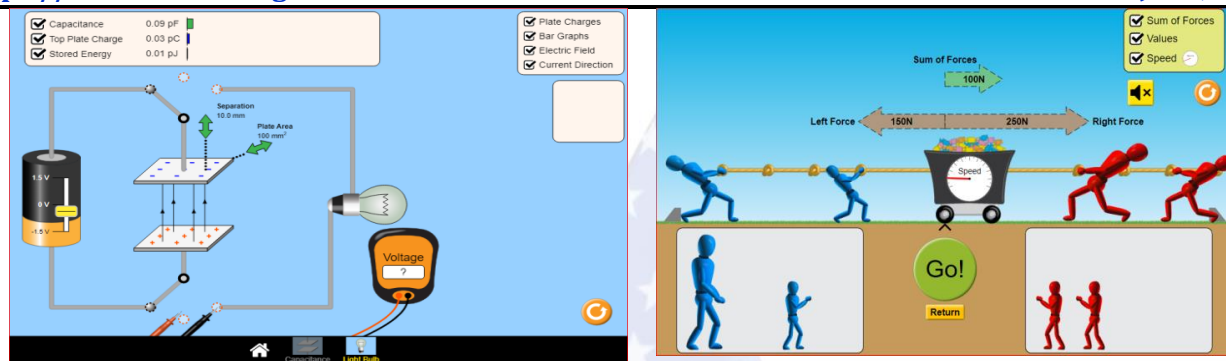 Capacitance 0.09 pF
Top Plate Charge 0.03 pC
Stored Energy 0.01 pJ
Plate Charges
Bar Graphs
Electric Field
Current Direction
Separation
10.0 mm
Plate Area
100 mm²
1.5 V
0 V
-1.5 V
Voltage
?
Capacitance
Light Bulb
Sum of Forces
Values
Speed
Sum of Forces
100N
Left Force
150N
250N
Right Force
Speed
Go!
Return